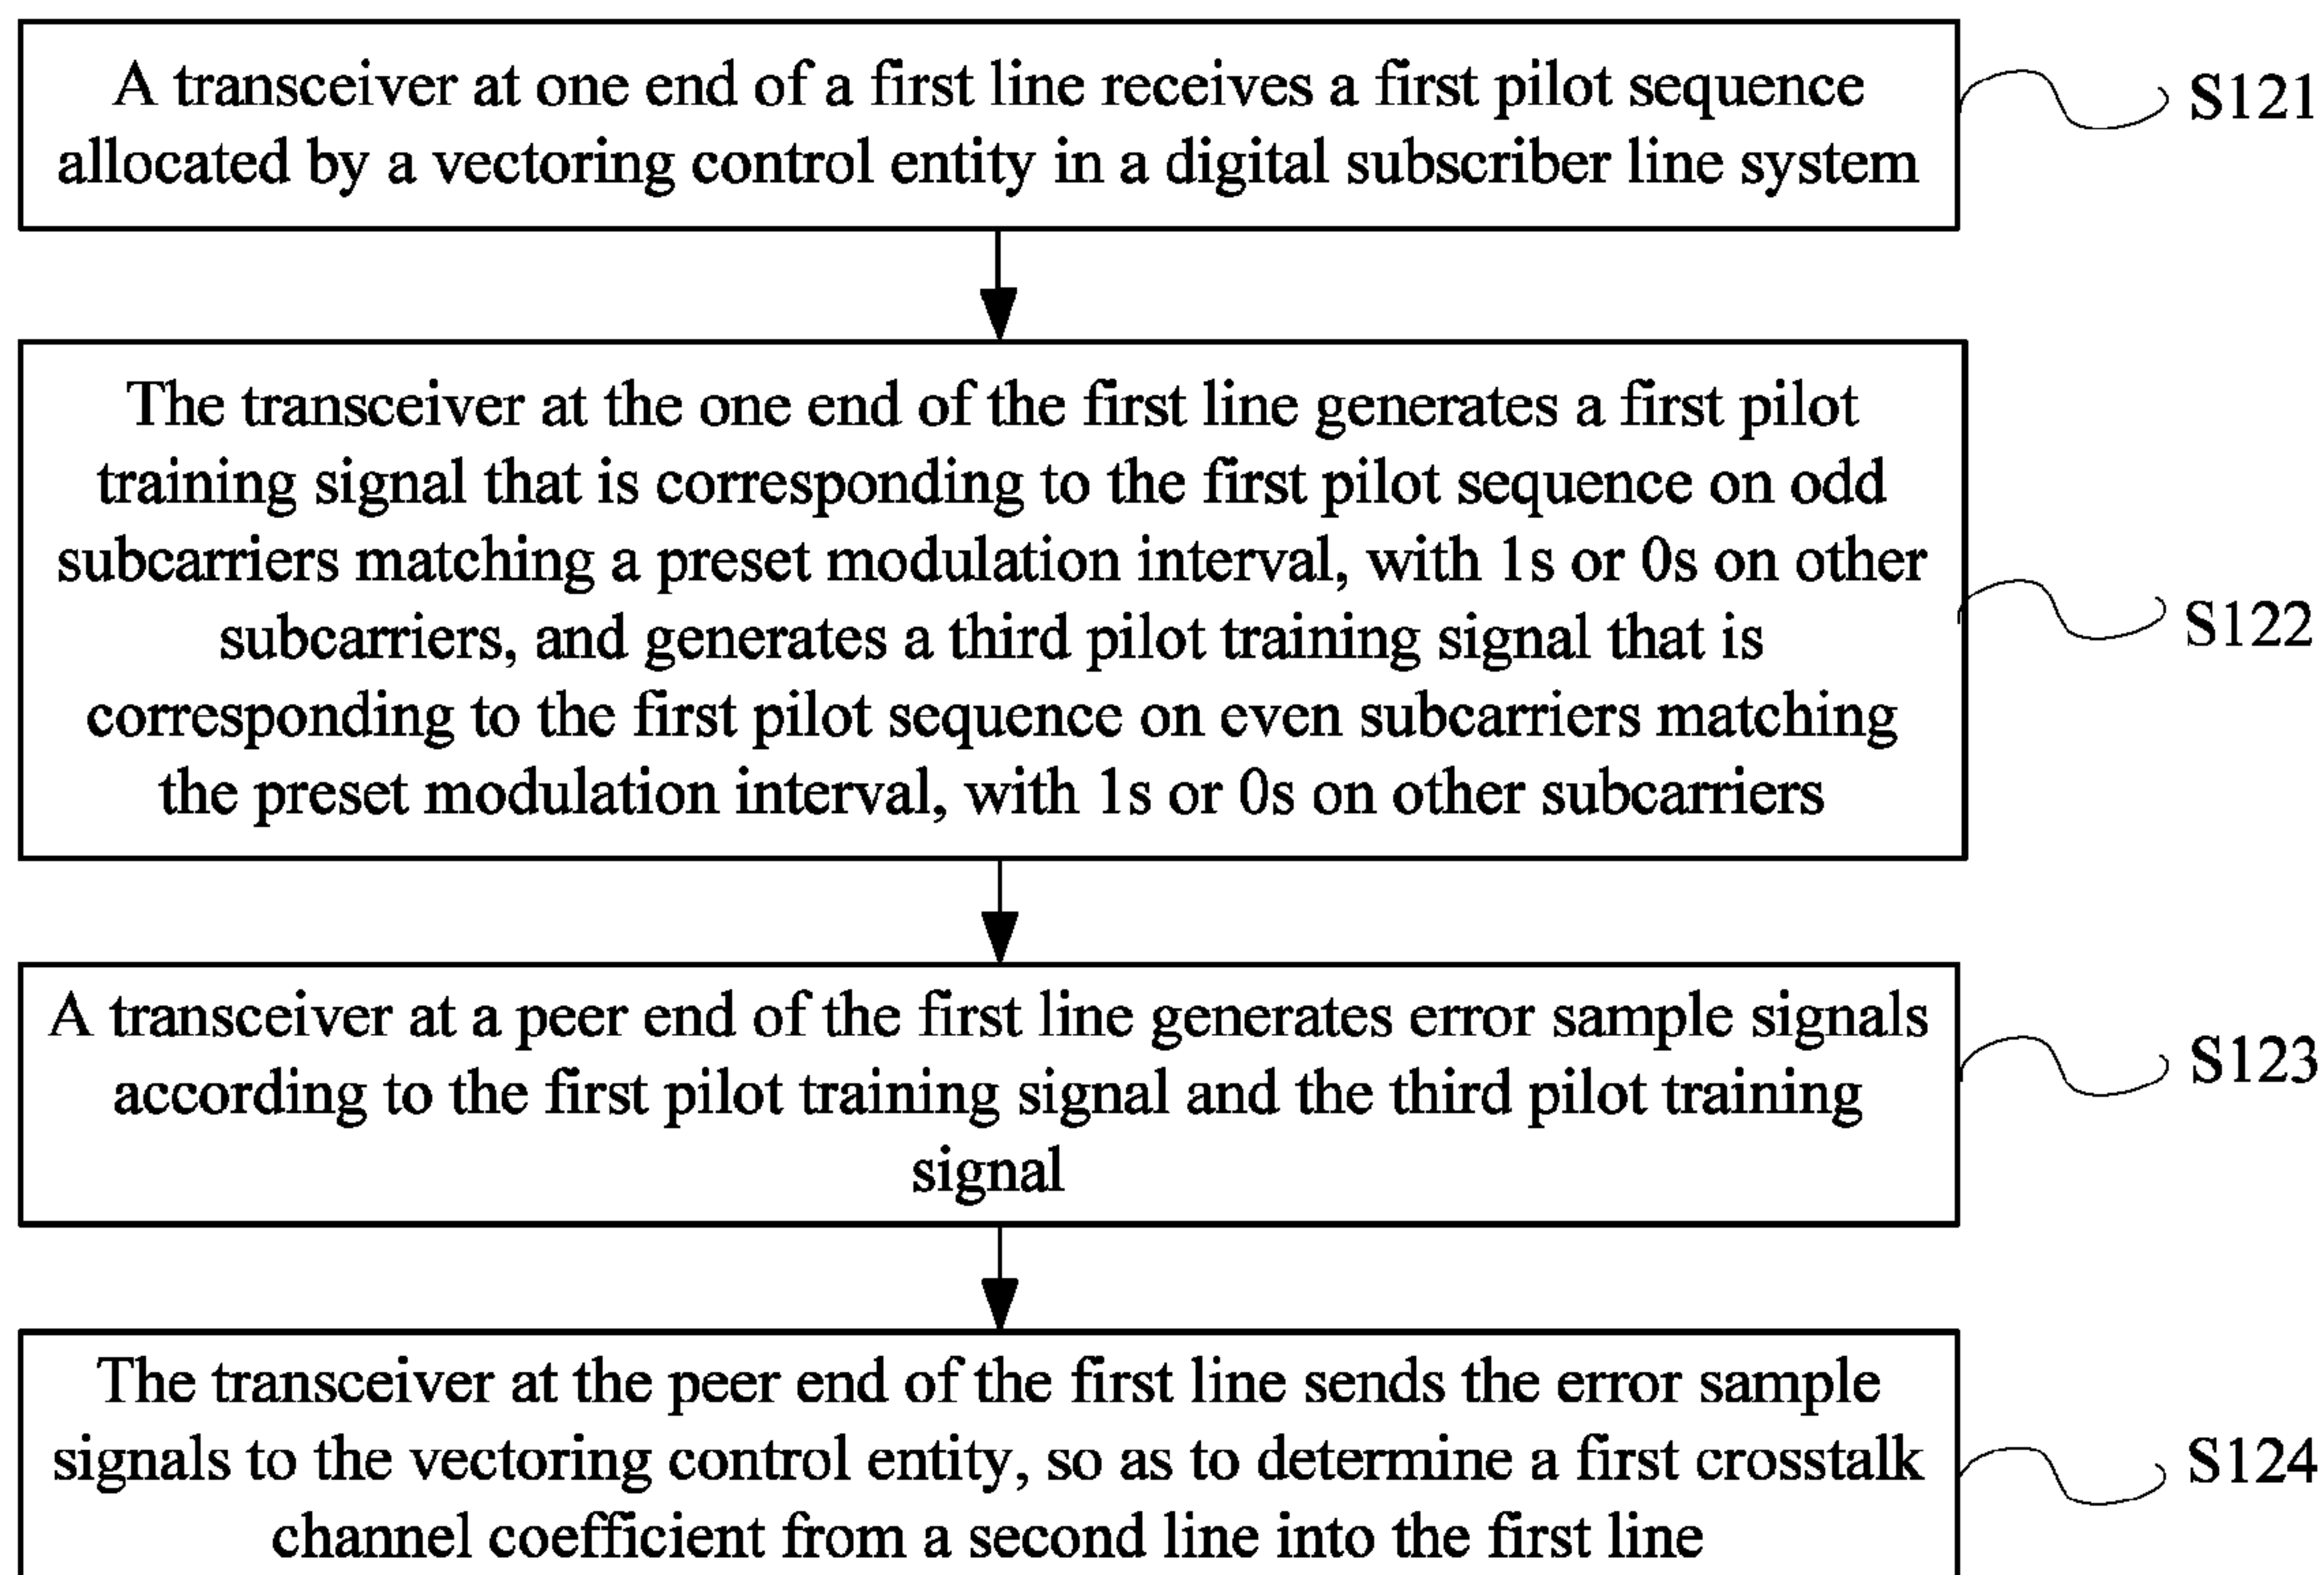 A transceiver at one end of a first line receives a first pilot sequence
allocated by a vectoring control entity in a digital subscriber line system
S121
The transceiver at the one end of the first line generates a first pilot
training signal that is corresponding to the first pilot sequence on odd
subcarriers matching a preset modulation interval, with 1s or 0s on other
subcarriers, and generates a third pilot training signal that is
corresponding to the first pilot sequence on even subcarriers matching
the preset modulation interval, with 1s or 0s on other subcarriers
S122
A transceiver at a peer end of the first line generates error sample signals
according to the first pilot training signal and the third pilot training
signal
S123
The transceiver at the peer end of the first line sends the error sample
signals to the vectoring control entity, so as to determine a first crosstalk
channel coefficient from a second line into the first line
S124